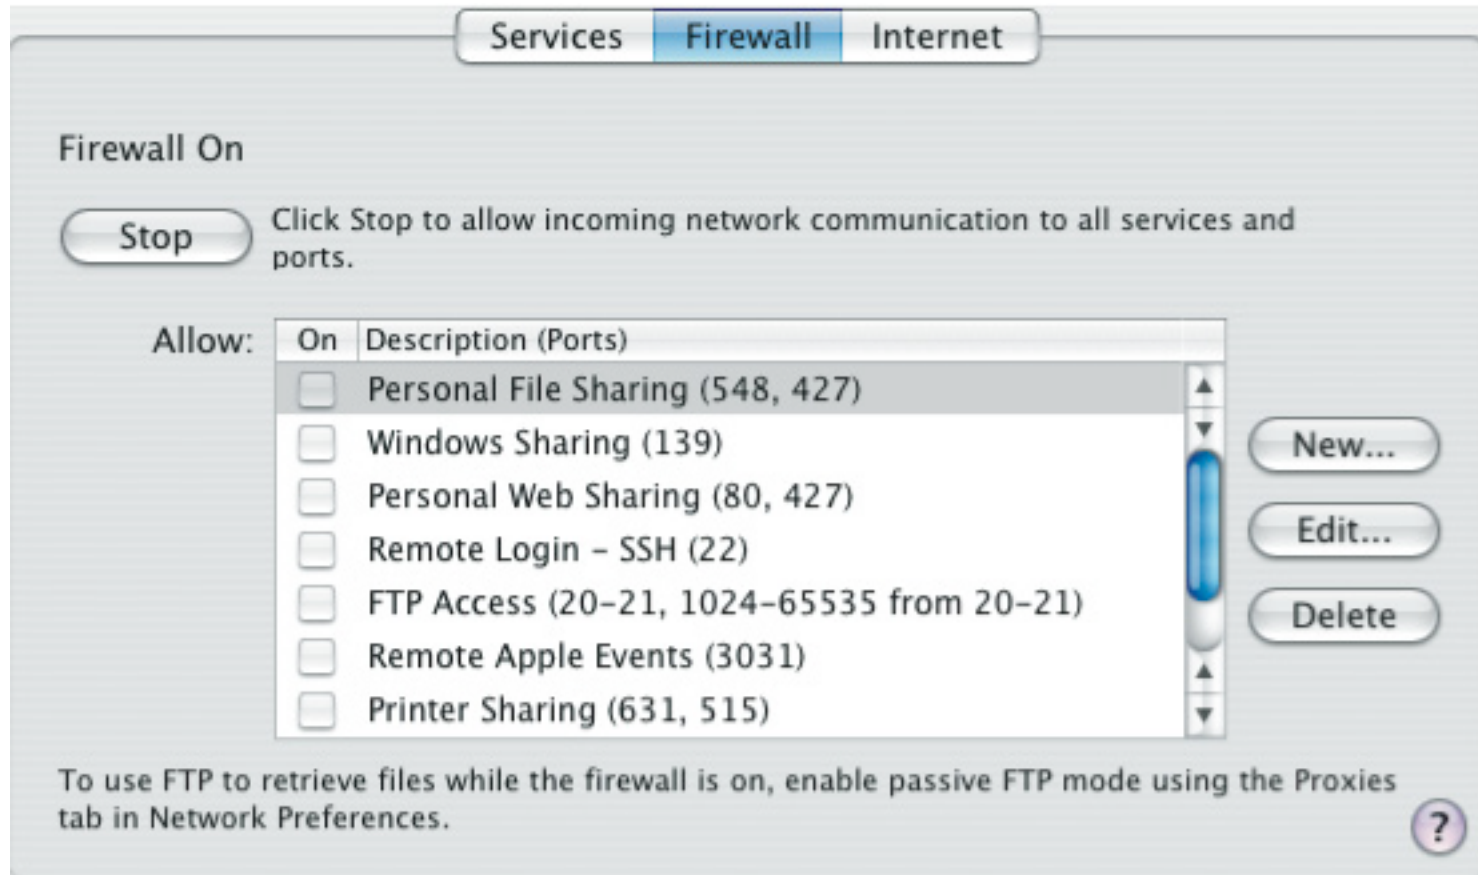 Services Firewall Internet
Firewall On
Stop
Click Stop to allow incoming network communication to all services and
ports.
Allow:
On Description (Ports)
Personal File Sharing (548, 427)
Windows Sharing (139)
Personal Web Sharing (80, 427)
Remote Login – SSH (22)
FTP Access (20–21, 1024–65535 from 20–21)
Remote Apple Events (3031)
Printer Sharing (631, 515)
New...
Edit...
Delete
To use FTP to retrieve files while the firewall is on, enable passive FTP mode using the Proxies
tab in Network Preferences.
?